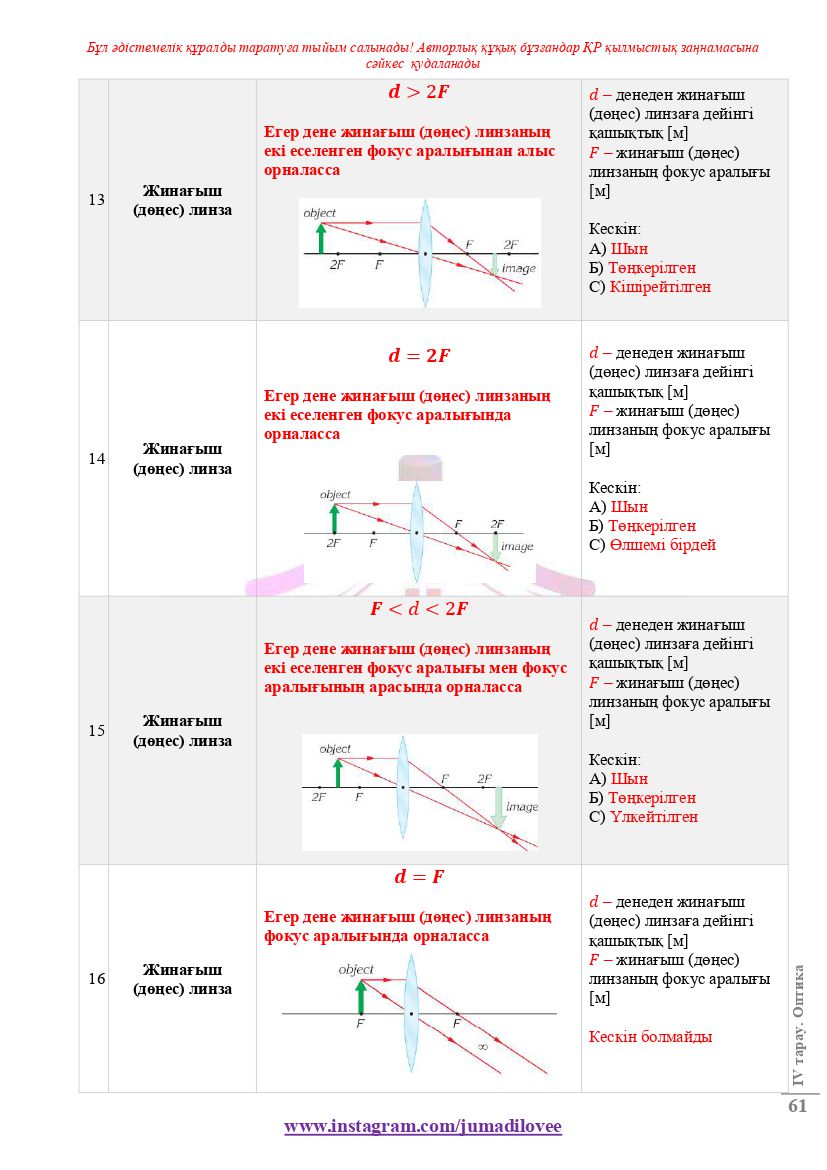 Бұл әдістемелік құралды таратуға тыйым салынады! Авторлық құқық бұзғандар ҚР қылмыстық заңнамасына
сәйкес қудаланады
13
Жинағыш
(дөңес) линза
d > 2F
Егер дене жинағыш (дөңес) линзаның
екі еселенген фокус аралығынан алыс
орналасса
object
2F
F
F
2F
image
d – денеден жинағыш
(дөңес) линзаға дейінгі
қашықтық [м]
F – жинағыш (дөңес)
линзаның фокус аралығы
[м]
Кескін:
А) Шын
Б) Төңкерілген
С) Кішірейтілген
14
Жинағыш
(дөңес) линза
d = 2F
Егер дене жинағыш (дөңес) линзаның
екі еселенген фокус аралығында
орналасса
object
2F
F
F
2F
image
d – денеден жинағыш
(дөңес) линзаға дейінгі
қашықтық [м]
F – жинағыш (дөңес)
линзаның фокус аралығы
[м]
Кескін:
А) Шын
Б) Төңкерілген
С) Өлшемі бірдей
15
Жинағыш
(дөңес) линза
F < d < 2F
Егер дене жинағыш (дөңес) линзаның
екі еселенген фокус аралығы мен фокус
аралығының арасында орналасса
object
2F
F
F
2F
image
d – денеден жинағыш
(дөңес) линзаға дейінгі
қашықтық [м]
F – жинағыш (дөңес)
линзаның фокус аралығы
[м]
Кескін:
А) Шын
Б) Төңкерілген
С) Үлкейтілген
16
Жинағыш
(дөңес) линза
d = F
Егер дене жинағыш (дөңес) линзаның
фокус аралығында орналасса
object
F
F
∞
d – денеден жинағыш
(дөңес) линзаға дейінгі
қашықтық [м]
F – жинағыш (дөңес)
линзаның фокус аралығы
[м]
Кескін болмайды
IV тарау. Оптика
61
www.instagram.com/jumadilovee